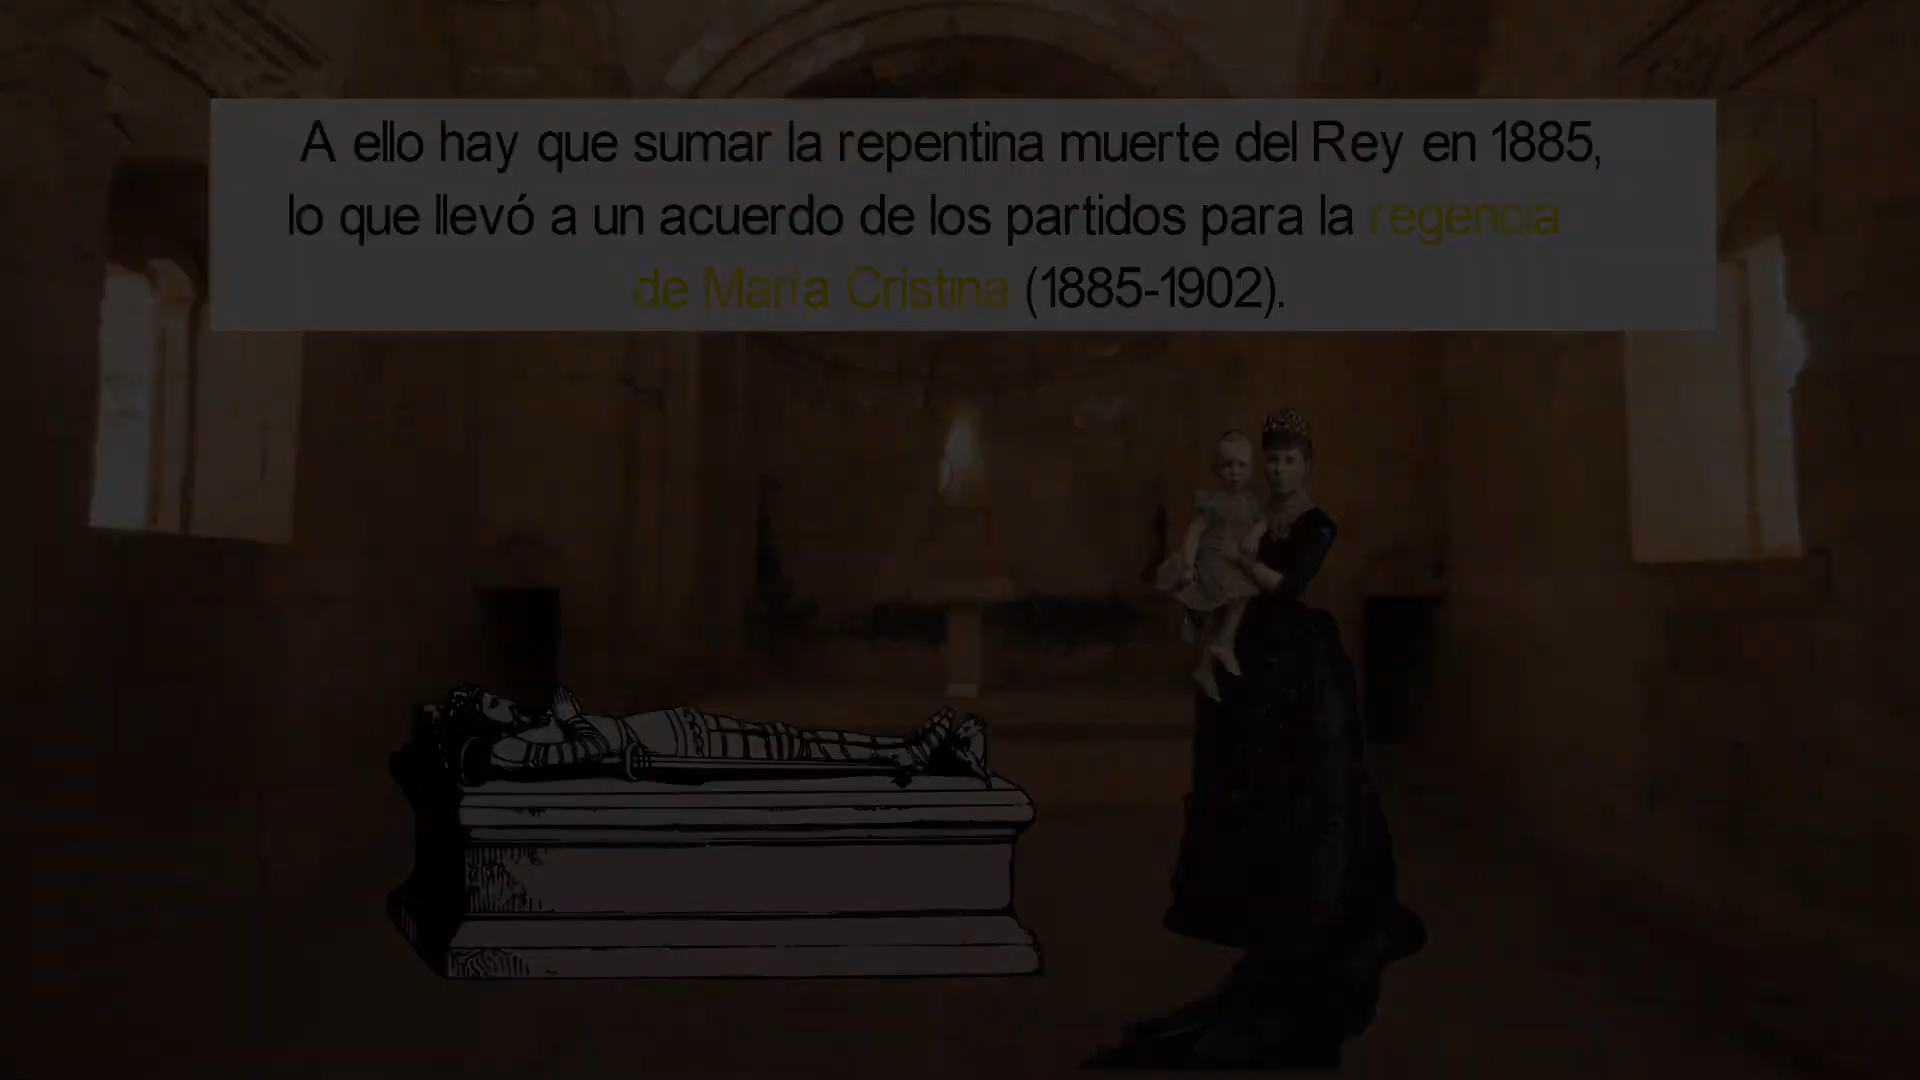 A ello hay que sumar la repentina muerte del Rey en 1885,
lo que llevó a un acuerdo de los partidos para la regencia
de María Cristina (1885-1902).